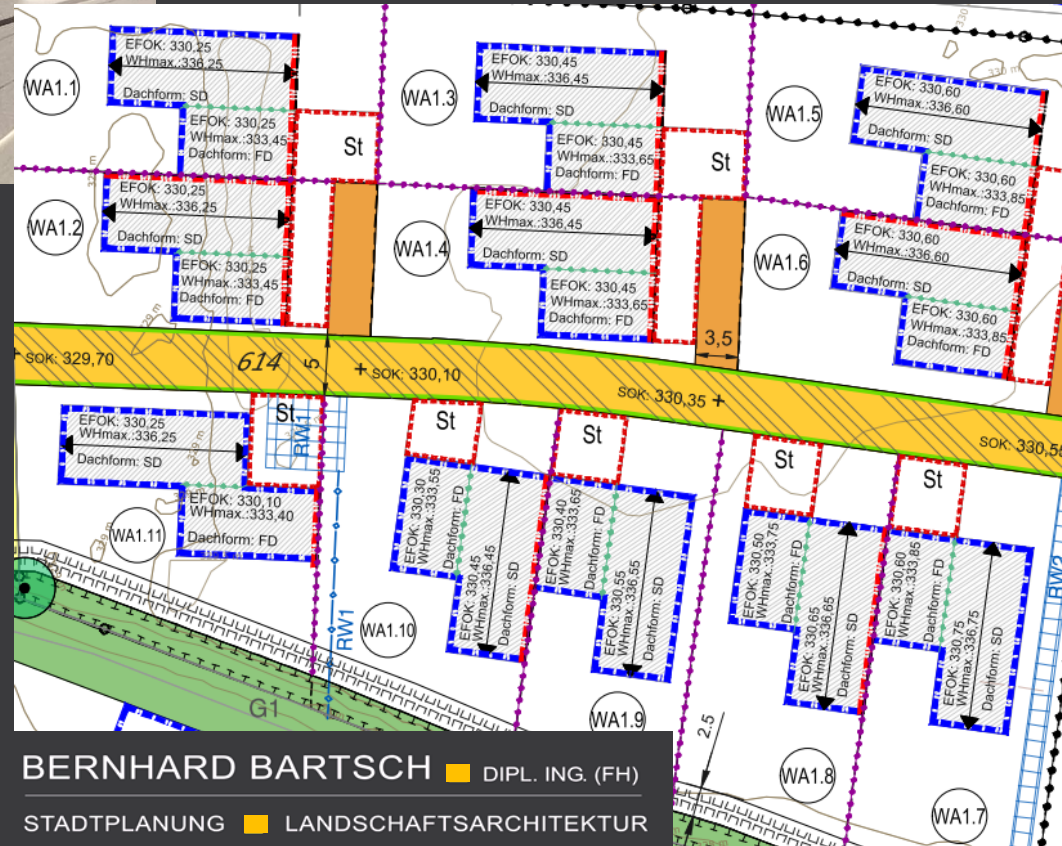 WA1.1
EFOK: 330,25
WHmax.:336,25
Dachform: SD
EFOK: 330,25
WHmax.:333,45
Dachform: FD
St
WA1.3
EFOK: 330,45
WHmax.:336,45
Dachform: SD
EFOK: 330,45
WHmax.:333,65
Dachform: FD
St
WA1.5
EFOK: 330,60
WHmax.:336,60
Dachform: SD
EFOK: 330,60
WHmax.:333,85
Dachform: FD
330
330 m
WA1.2
EFOK: 330,25
WHmax.:336,25
Dachform: SD
EFOK: 330,25
WHmax.:333,45
Dachform: FD
WA1.4
EFOK: 330,45
WHmax.:336,45
Dachform: SD
EFOK: 330,45
WHmax.:333,65
Dachform: FD
WA1.6
EFOK: 330,60
WHmax.:336,60
Dachform: SD
EFOK: 330,60
WHmax.:333,85
Dachform: FD
3,5
SOK: 329,70
614
5
SOK: 330,10
SOK: 330,35
SOK: 330,55
EFOK: 330,25
WHmax.:336,25
Dachform: SD
St
RW1
EFOK: 330,10
WHmax.:333,40
Dachform: FD
WA1.11
329 m
St
EFOK: 330,30
WHmax.:333,55
Dachform: FD
EFOK: 330,45
WHmax.:336,45
Dachform: SD
WA1.10
RW1
St
EFOK: 330,40
WHmax.:333,65
Dachform: FD
EFOK: 330,55
WHmax.:336,55
Dachform: SD
WA1.9
St
EFOK: 330,50
WHmax.:333,75
Dachform: FD
EFOK: 330,65
WHmax.:336,65
Dachform: SD
WA1.8
St
EFOK: 330,60
WHmax.:333,85
Dachform: FD
EFOK: 330,75
WHmax.:336,75
Dachform: SD
WA1.7
RW2
2.5
G1
BERNHARD BARTSCH DIPL. ING. (FH)
STADTPLANUNG LANDSCHAFTSARCHITEKTUR